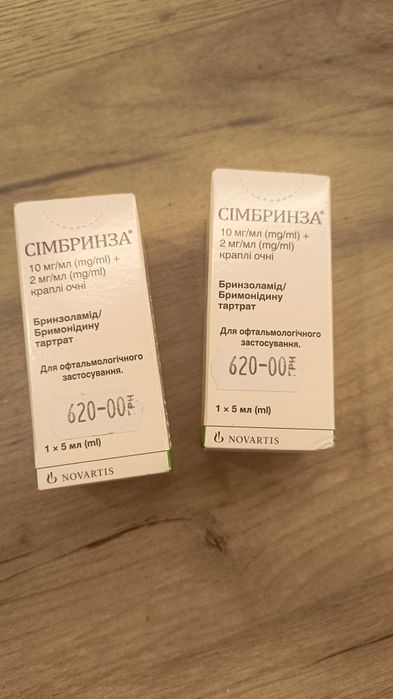 СІМБРИНЗА®
10 мг/мл (mg/ml) +
2 мг/мл (mg/ml)
краплі очні
Бринзоламід/
Бримонідину
тартрат
Для офтальмологічного
застосування.
620-00 ГРН
1 × 5 мл (ml)
NOVARTIS
СІМБРИНЗА®
10 мг/мл (mg/ml) +
2 мг/мл (mg/ml)
краплі очні
Бринзоламід/
Бримонідину
тартрат
Для офтальмологічного
застосування.
620-00 ГРН
1 × 5 мл (ml)
NOVARTIS